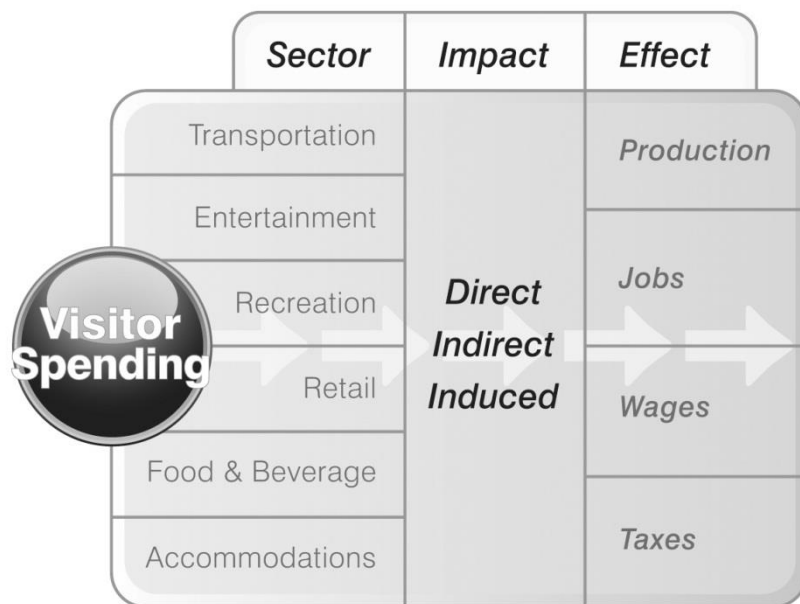 Sector Impact Effect
Transportation
Entertainment
Recreation
Retail
Food & Beverage
Accommodations
Visitor
Spending
Direct
Indirect
Induced
Production
Jobs
Wages
Taxes